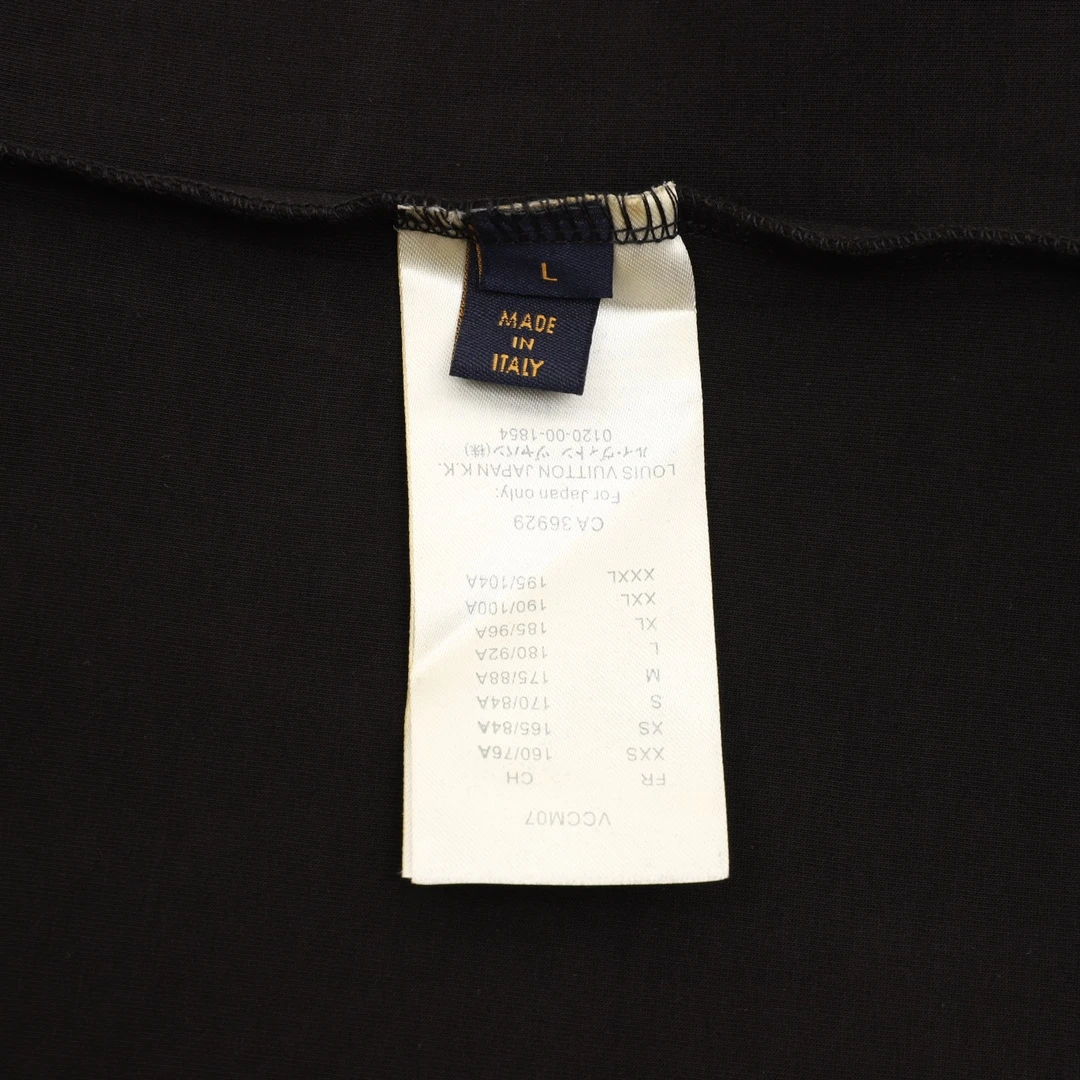 L
MADE
IN
ITALY
VCCM07
FR CH
XXS 160/76A
XS 165/84A
S 170/84A
M 175/88A
L 180/92A
XL 185/96A
XXL 190/100A
XXXL 195/104A
CA 36929
For Japan only:
LOUIS VUITTON JAPAN K.K.
ルイ・ヴィトン ジャパン(株)
0120-00-1854